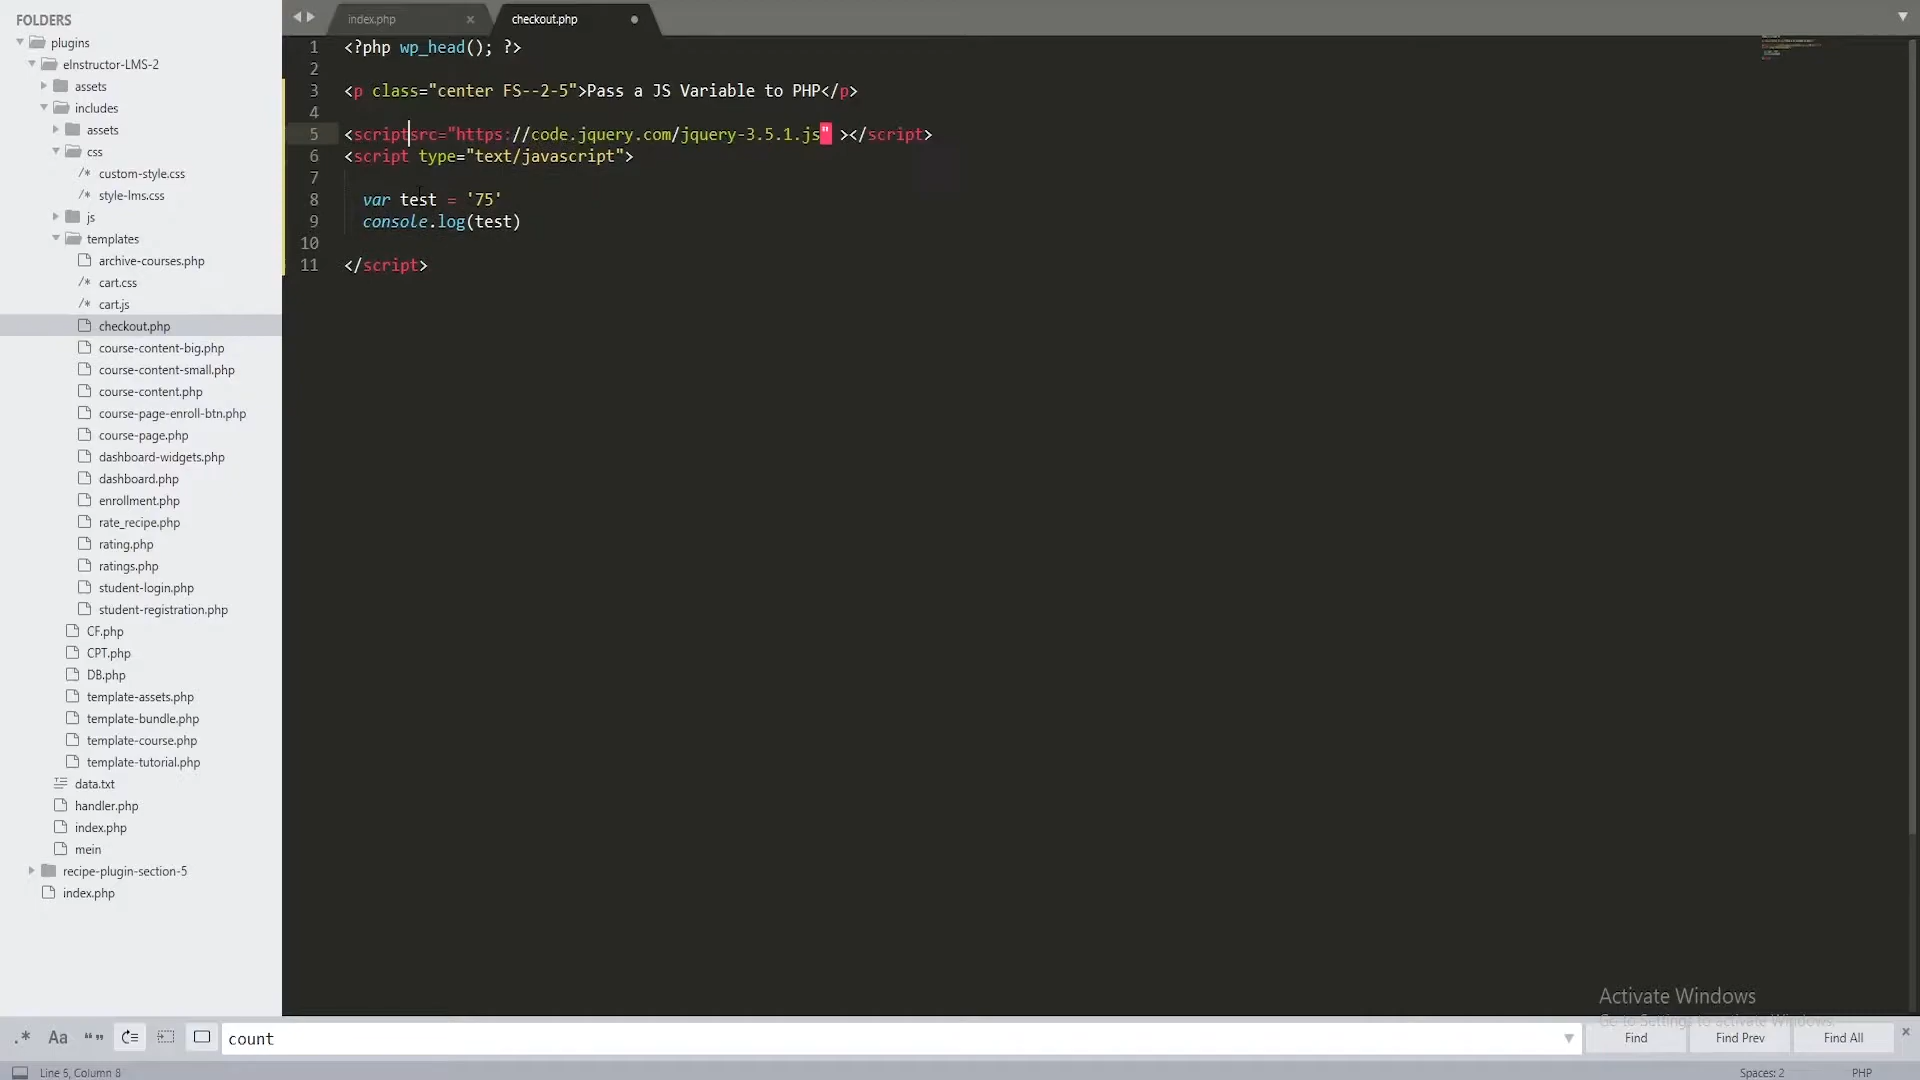 FOLDERS
plugins
eInstructor-LMS-2
assets
includes
assets
css
/* custom-style.css
/* style-lms.css
js
templates
archive-courses.php
/* cart.css
/* cart.js
checkout.php
course-content-big.php
course-content-small.php
course-content.php
course-page-enroll-btn.php
course-page.php
dashboard-widgets.php
dashboard.php
enrollment.php
rate_recipe.php
rating.php
ratings.php
student-login.php
student-registration.php
CF.php
CPT.php
DB.php
template-assets.php
template-bundle.php
template-course.php
template-tutorial.php
data.txt
handler.php
index.php
mein
recipe-plugin-section-5
index.php
index.php × checkout.php
1 <?php wp_head(); ?>
2
3 <p class="center FS--2-5">Pass a JS Variable to PHP</p>
4
5 <scriptsrc="https://code.jquery.com/jquery-3.5.1.js" ></script>
6 <script type="text/javascript">
7
8 var test = '75'
9 console.log(test)
10
11 </script>
Activate Windows
Go to Settings to activate Windows.
.* Aa “” count Find Find Prev Find All ×
Line 5, Column 8 Spaces: 2 PHP